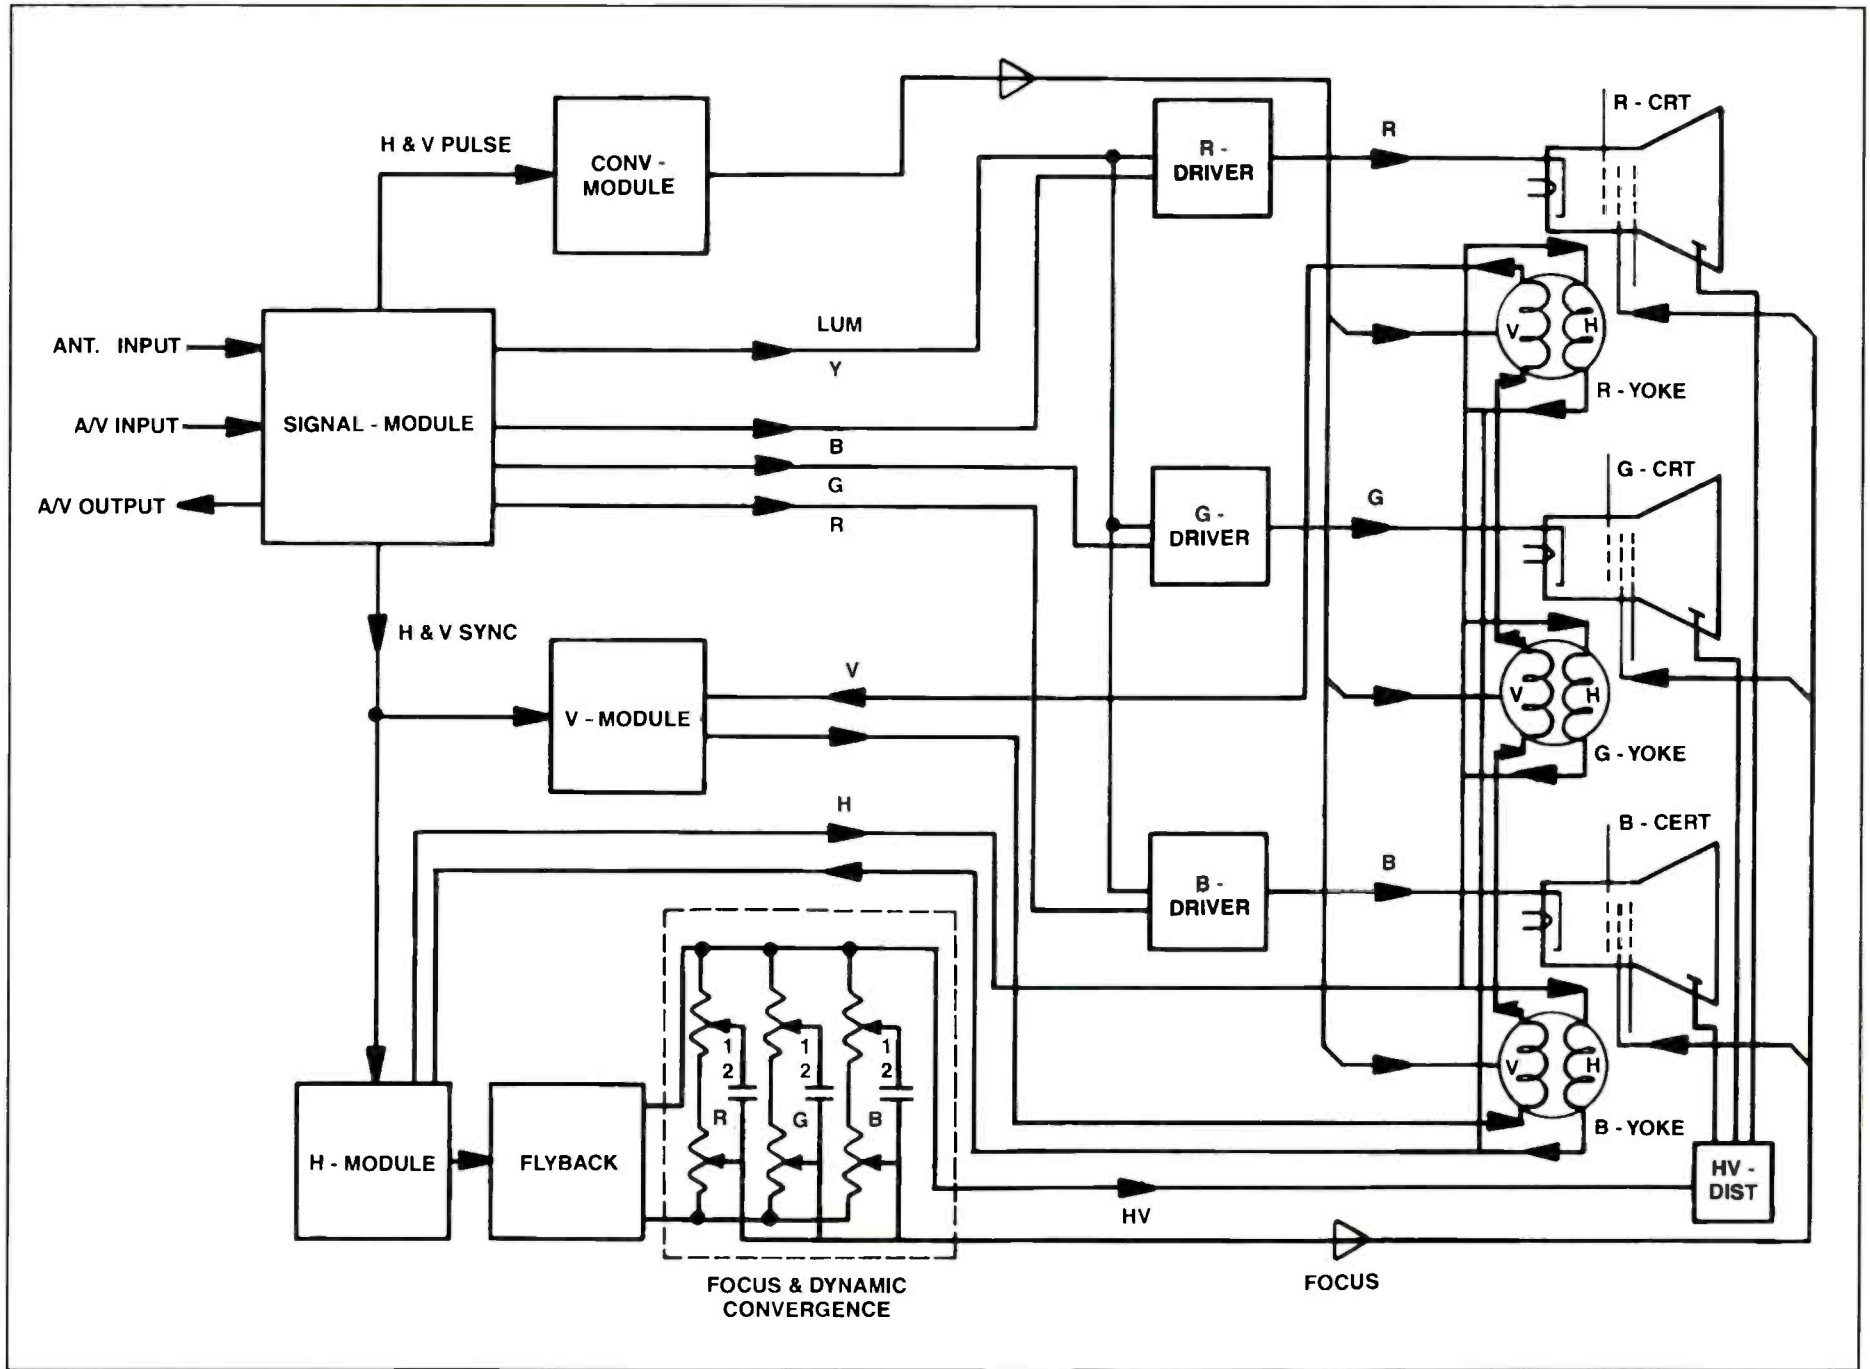 R - CRT
R
H & V PULSE
CONV -
MODULE
R -
DRIVER
LUM
Y
ANT. INPUT
V
H
R - YOKE
A/V INPUT
SIGNAL - MODULE
B
G
R
A/V OUTPUT
G - CRT
G
G -
DRIVER
H & V SYNC
V
V - MODULE
V
H
G - YOKE
H
B - CERT
B
B -
DRIVER
1
2
1
2
1
2
R
G
B
V
H
B - YOKE
H - MODULE
FLYBACK
HV -
DIST
HV
FOCUS & DYNAMIC
CONVERGENCE
FOCUS